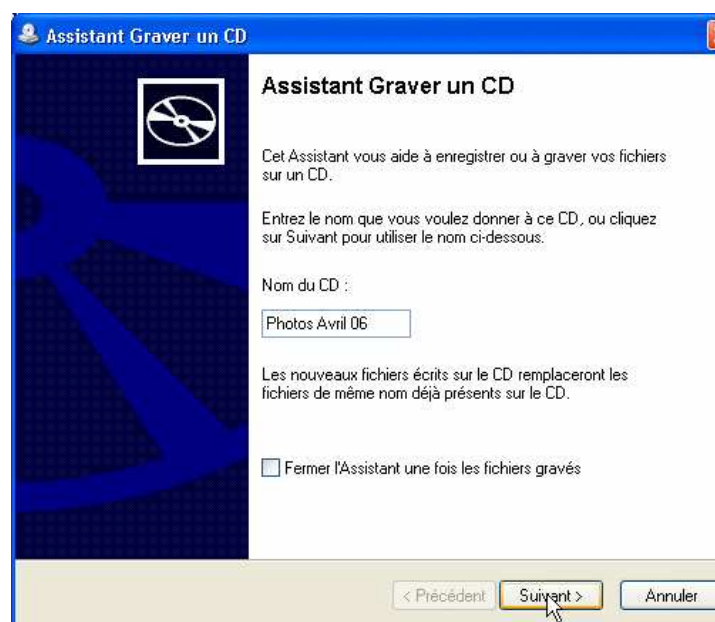 Assistant Graver un CD
Assistant Graver un CD
Cet Assistant vous aide à enregistrer ou à graver vos fichiers
sur un CD.
Entrez le nom que vous voulez donner à ce CD, ou cliquez
sur Suivant pour utiliser le nom ci-dessous.
Nom du CD :
Photos Avril 06
Les nouveaux fichiers écrits sur le CD remplaceront les
fichiers de même nom déjà présents sur le CD.
Fermer l'Assistant une fois les fichiers gravés
< Précédent Suivant > Annuler